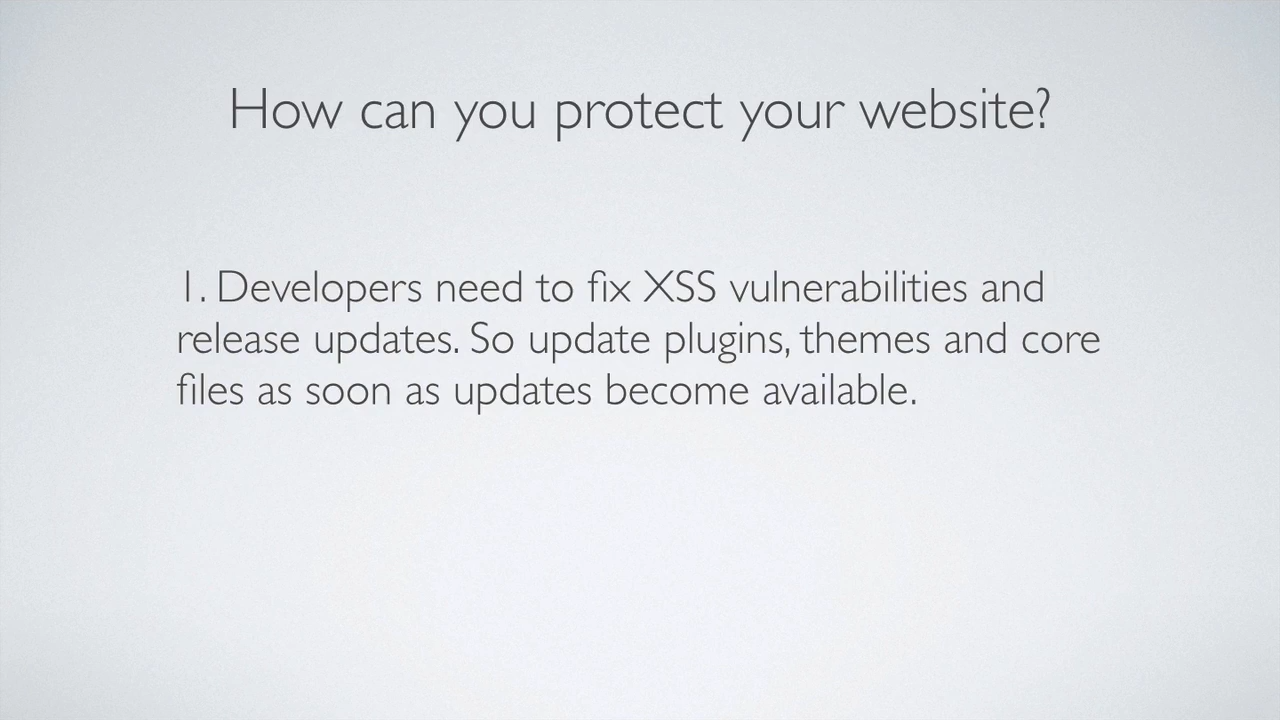 How can you protect your website?
1. Developers need to fix XSS vulnerabilities and
release updates. So update plugins, themes and core
files as soon as updates become available.